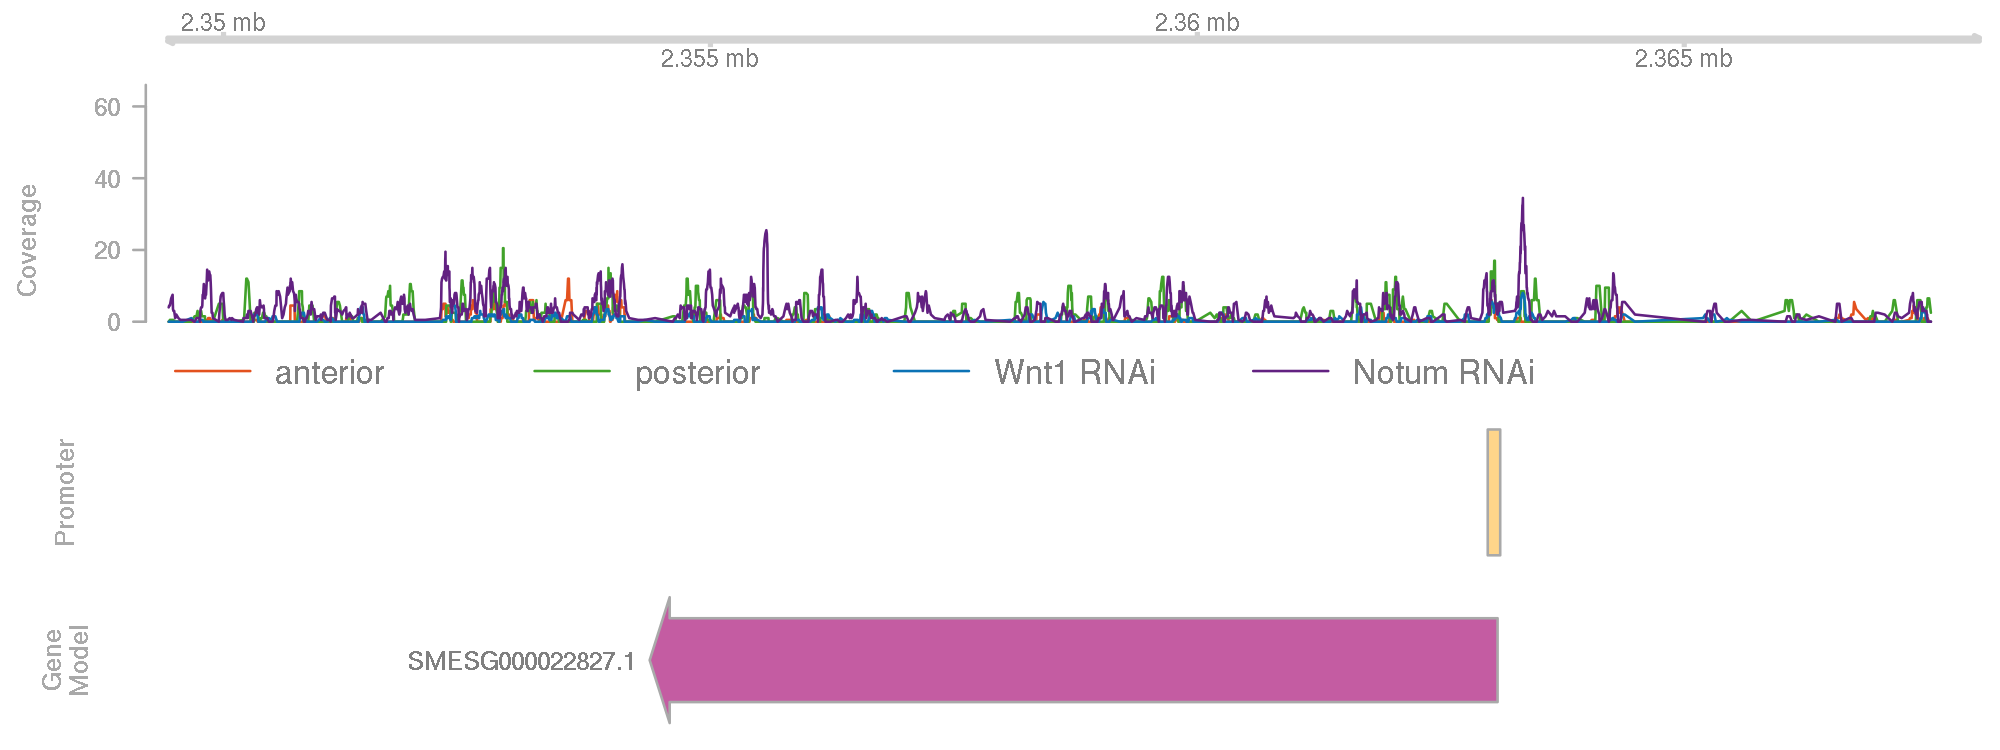 2.35 mb
2.36 mb
2.355 mb
2.365 mb
Coverage
60
40
20
0
anterior
posterior
Wnt1 RNAi
Notum RNAi
Promoter
Gene
Model
SMESG000022827.1